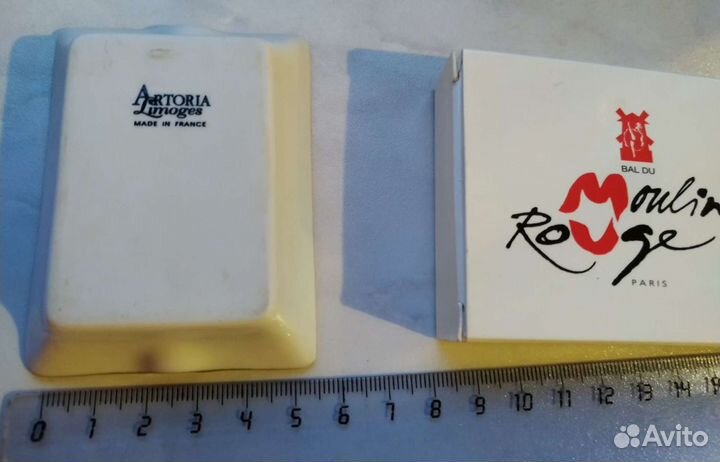 ARTORIA
Limoges
MADE IN FRANCE
BAL DU
Moulin
Rouge
PARIS
0 1 2 3 4 5 6 7 8 9 10 11 12 13 14 15
Avito